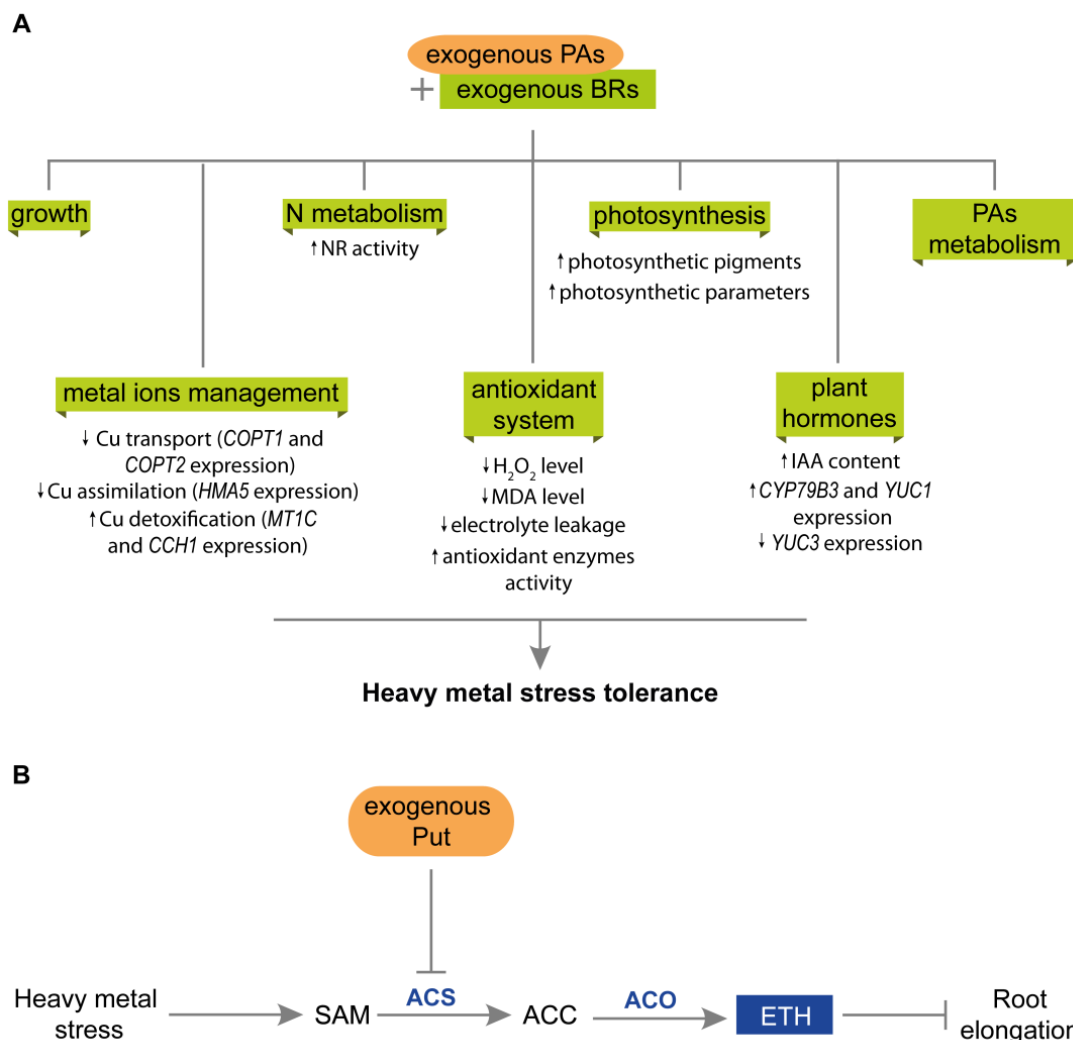 A
exogenous PAs
+ exogenous BRs
growth
N metabolism
↑NR activity
photosynthesis
↑photosynthetic pigments
↑photosynthetic parameters
PAs
metabolism
metal ions management
↓ Cu transport (COPT1 and
COPT2 expression)
↓Cu assimilation (HMA5 expression)
↑Cu detoxification (MT1C
and CCH1 expression)
antioxidant
system
↓H₂O₂ level
↓MDA level
↓electrolyte leakage
↑antioxidant enzymes
activity
plant
hormones
↑IAA content
↑CYP79B3 and YUC1
expression
↓ YUC3 expression
Heavy metal stress tolerance
B
exogenous
Put
Heavy metal
stress
SAM
ACS
ACC
ACO
ETH
Root
elongation